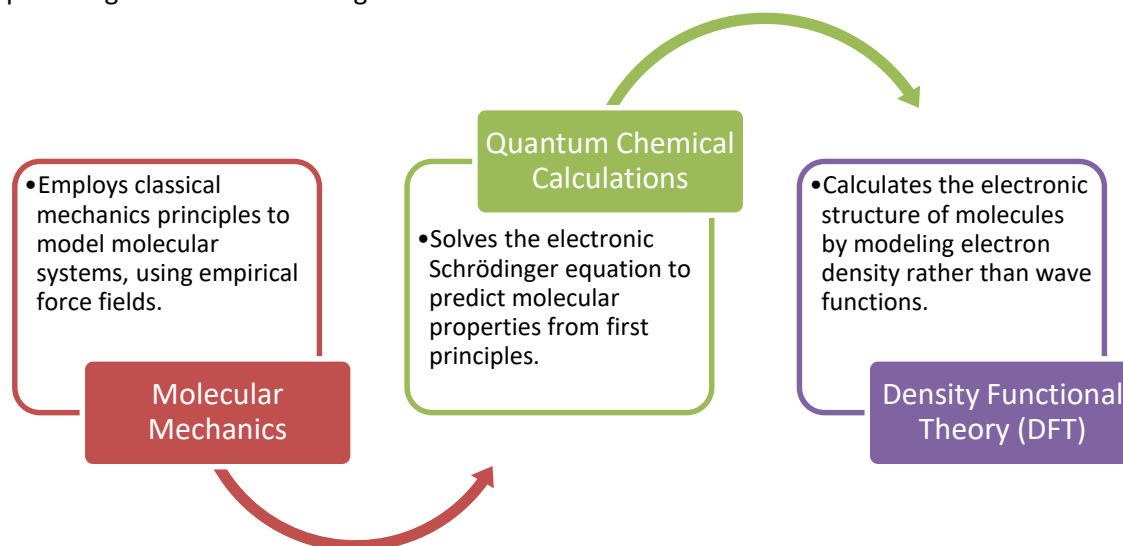 •Employs classical
mechanics principles to
model molecular
systems, using empirical
force fields.
Molecular
Mechanics
Quantum Chemical
Calculations
•Solves the electronic
Schrödinger equation to
predict molecular
properties from first
principles.
•Calculates the electronic
structure of molecules
by modeling electron
density rather than wave
functions.
Density Functional
Theory (DFT)